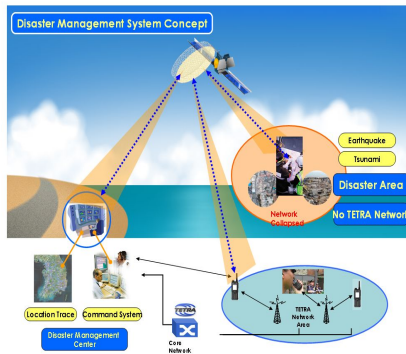 Disaster Management System Concept
Earthquake
Tsunami
Disaster Area
Network
Collapsed
No TETRA Network
Location Trace
Command System
Disaster Management
Center
TETRA
Core
Network
TETRA
Network
Area